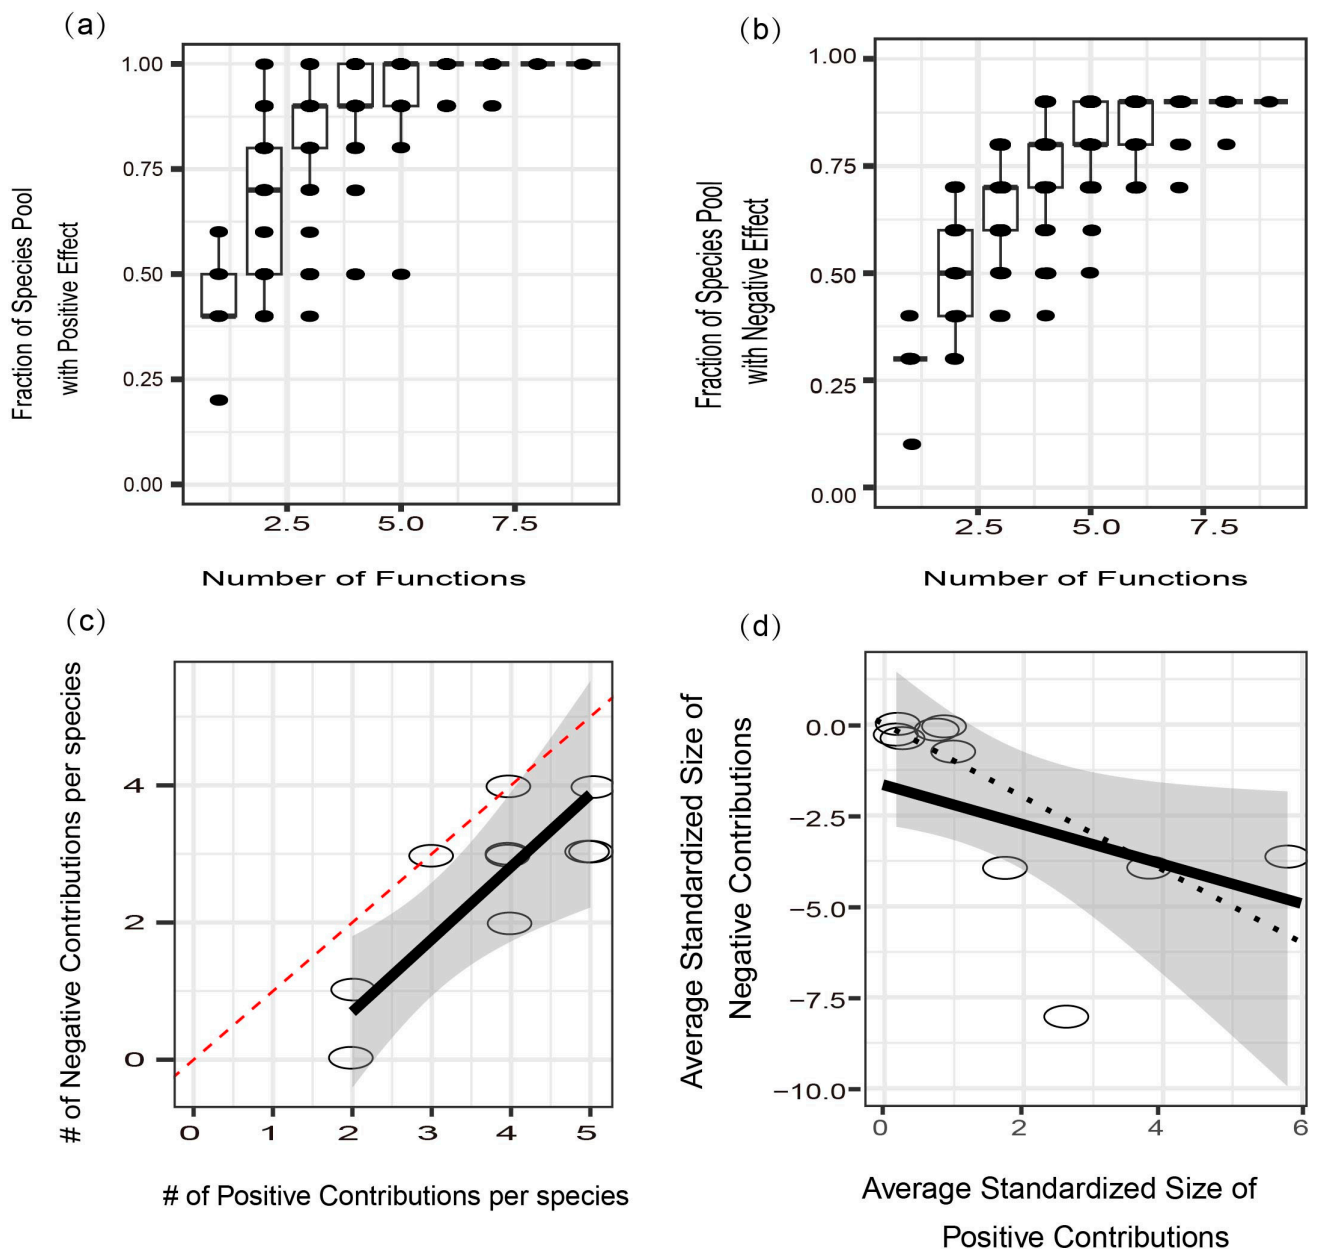 (a)
1.00
0.75
0.50
0.25
0.00
Fraction of Species Pool
with Positive Effect
2.5 5.0 7.5
Number of Functions
(b)
1.00
0.75
0.50
0.25
0.00
Fraction of Species Pool
with Negative Effect
2.5 5.0 7.5
Number of Functions
(c)
4
2
0
# of Negative Contributions per species
0 1 2 3 4 5
# of Positive Contributions per species
(d)
0.0
−2.5
−5.0
−7.5
−10.0
Average Standardized Size of
Negative Contributions
0 2 4 6
Average Standardized Size of
Positive Contributions